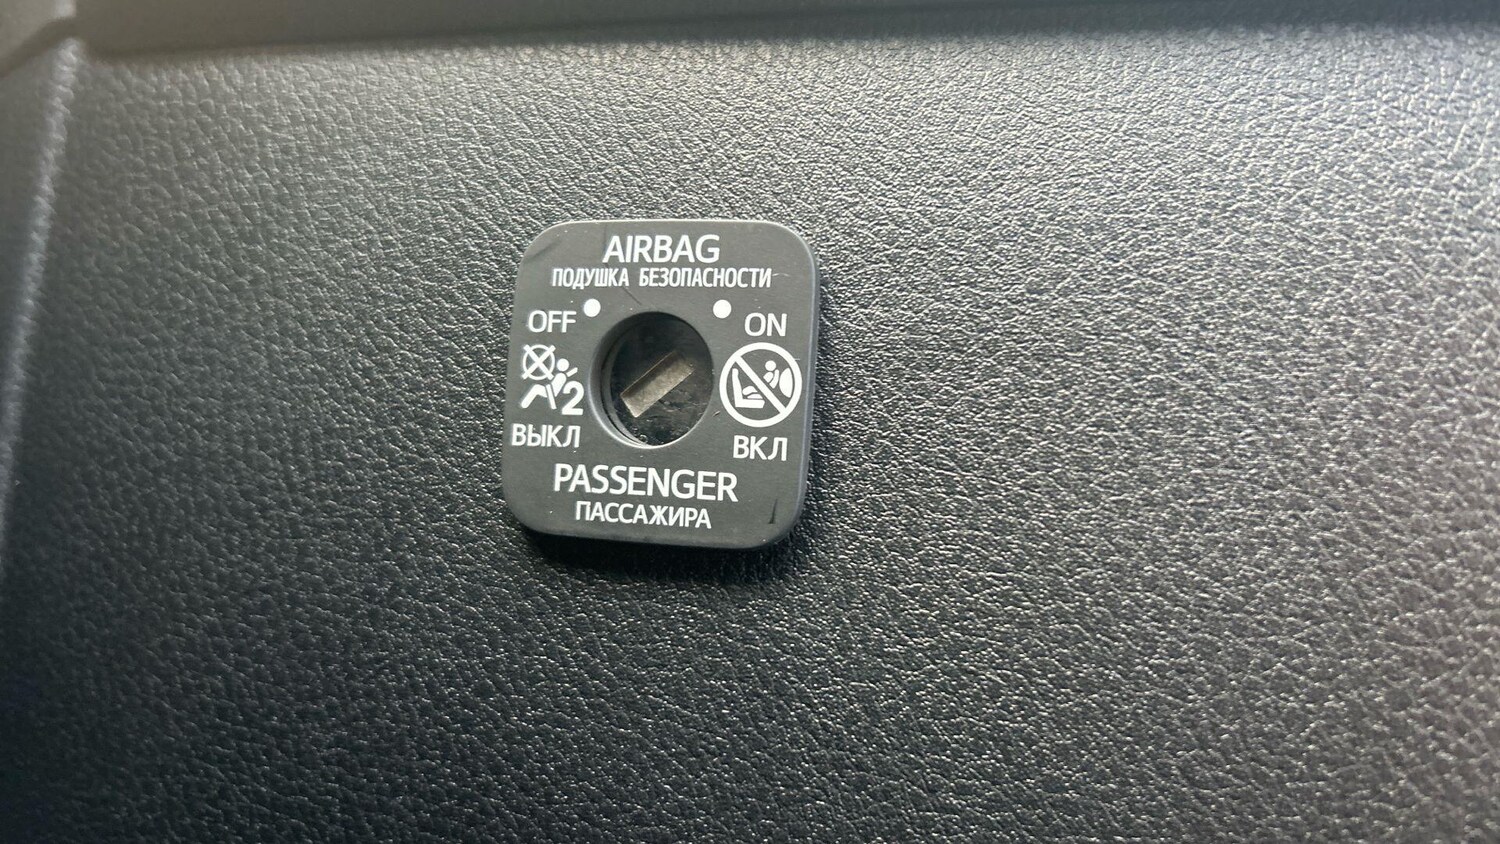 AIRBAG
ПОДУШКА БЕЗОПАСНОСТИ
OFF ON
2
ВЫКЛ ВКЛ
PASSENGER
ПАССАЖИРА